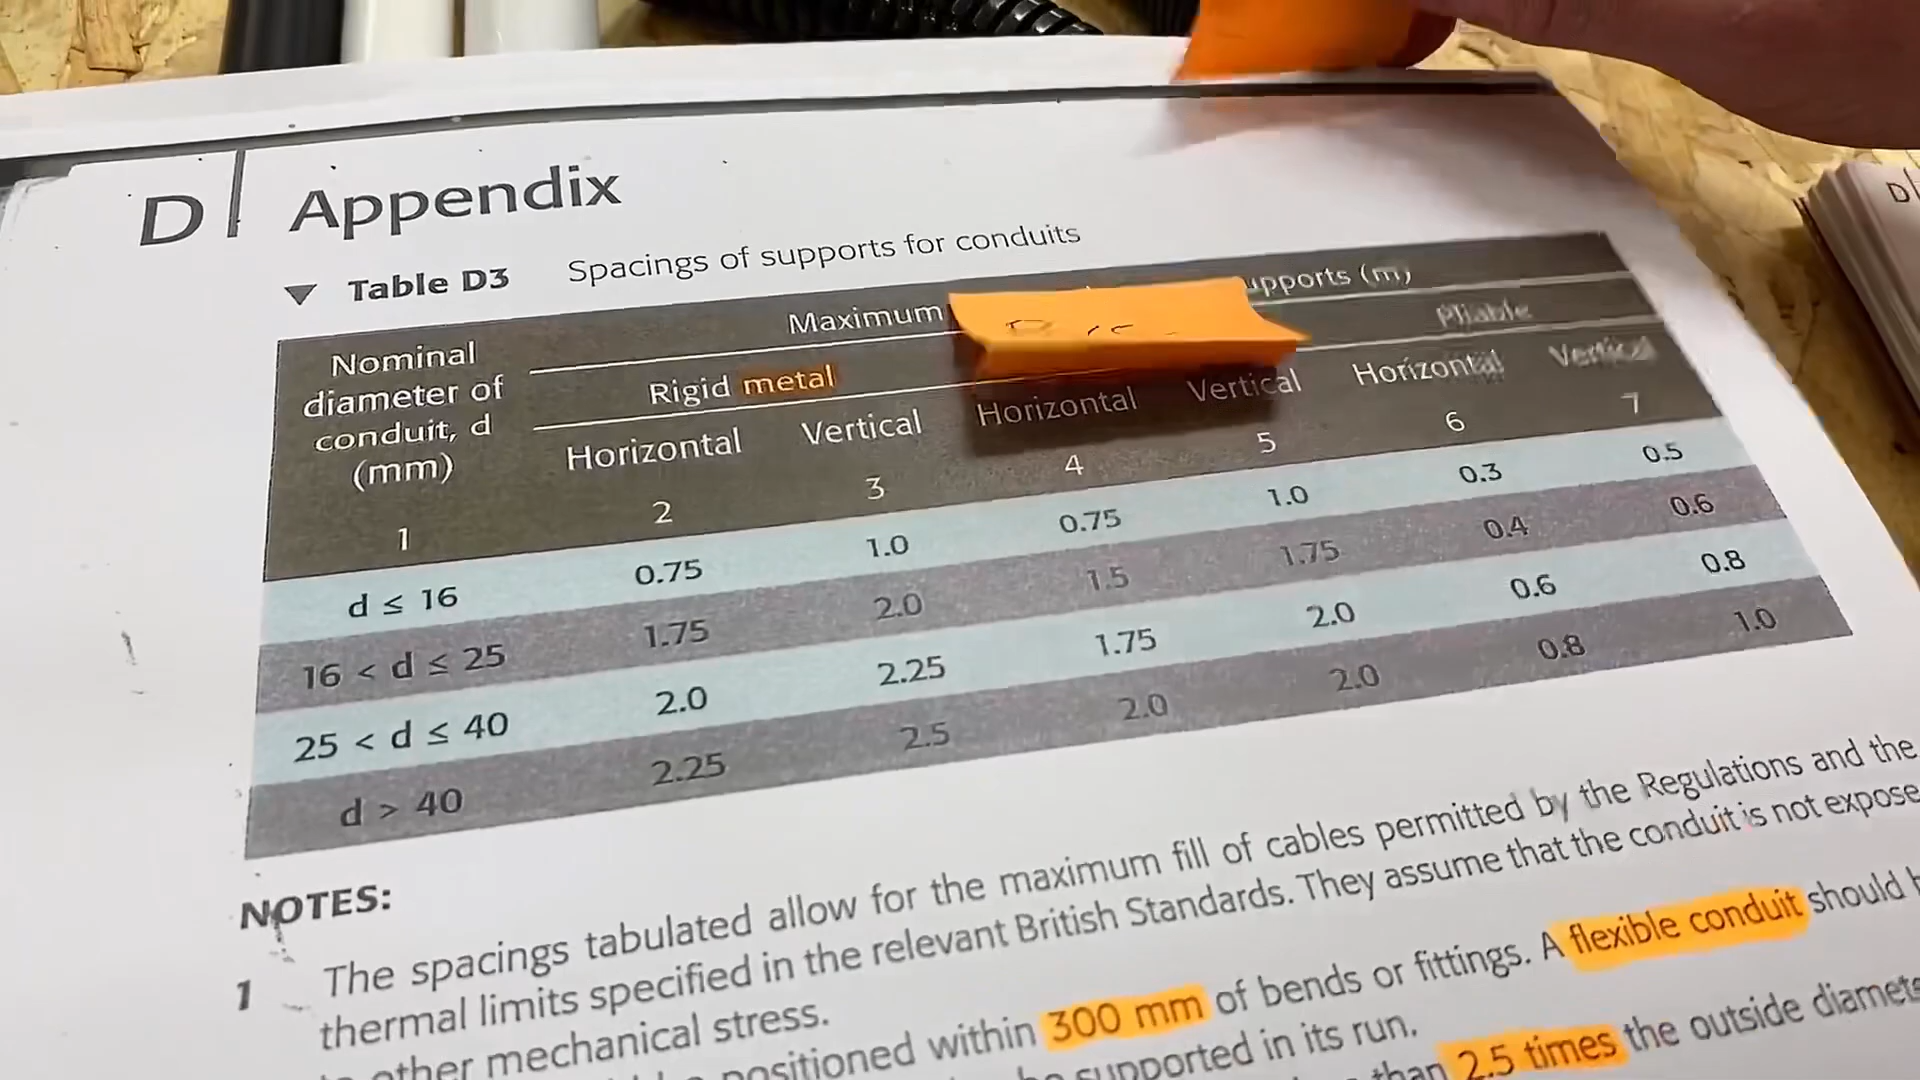 D Appendix
Table D3 Spacings of supports for conduits
Nominal diameter of conduit, d (mm)
Maximum
upports (m)
Rigid metal
Pliable
Horizontal Vertical Horizontal Vertical Horizontal Vertical
1 2 3 4 5 6 7
d ≤ 16 0.75 1.0 0.75 1.0 0.3 0.5
16 < d ≤ 25 1.75 2.0 1.5 1.75 0.4 0.6
25 < d ≤ 40 2.0 2.25 1.75 2.0 0.6 0.8
d > 40 2.25 2.5 2.0 2.0 0.8 1.0
NOTES:
1 The spacings tabulated allow for the maximum fill of cables permitted by the Regulations and the
thermal limits specified in the relevant British Standards. They assume that the conduit is not expose
other mechanical stress.
positioned within 300 mm of bends or fittings. A flexible conduit should
supported in its run.
than 2.5 times the outside diamete
D